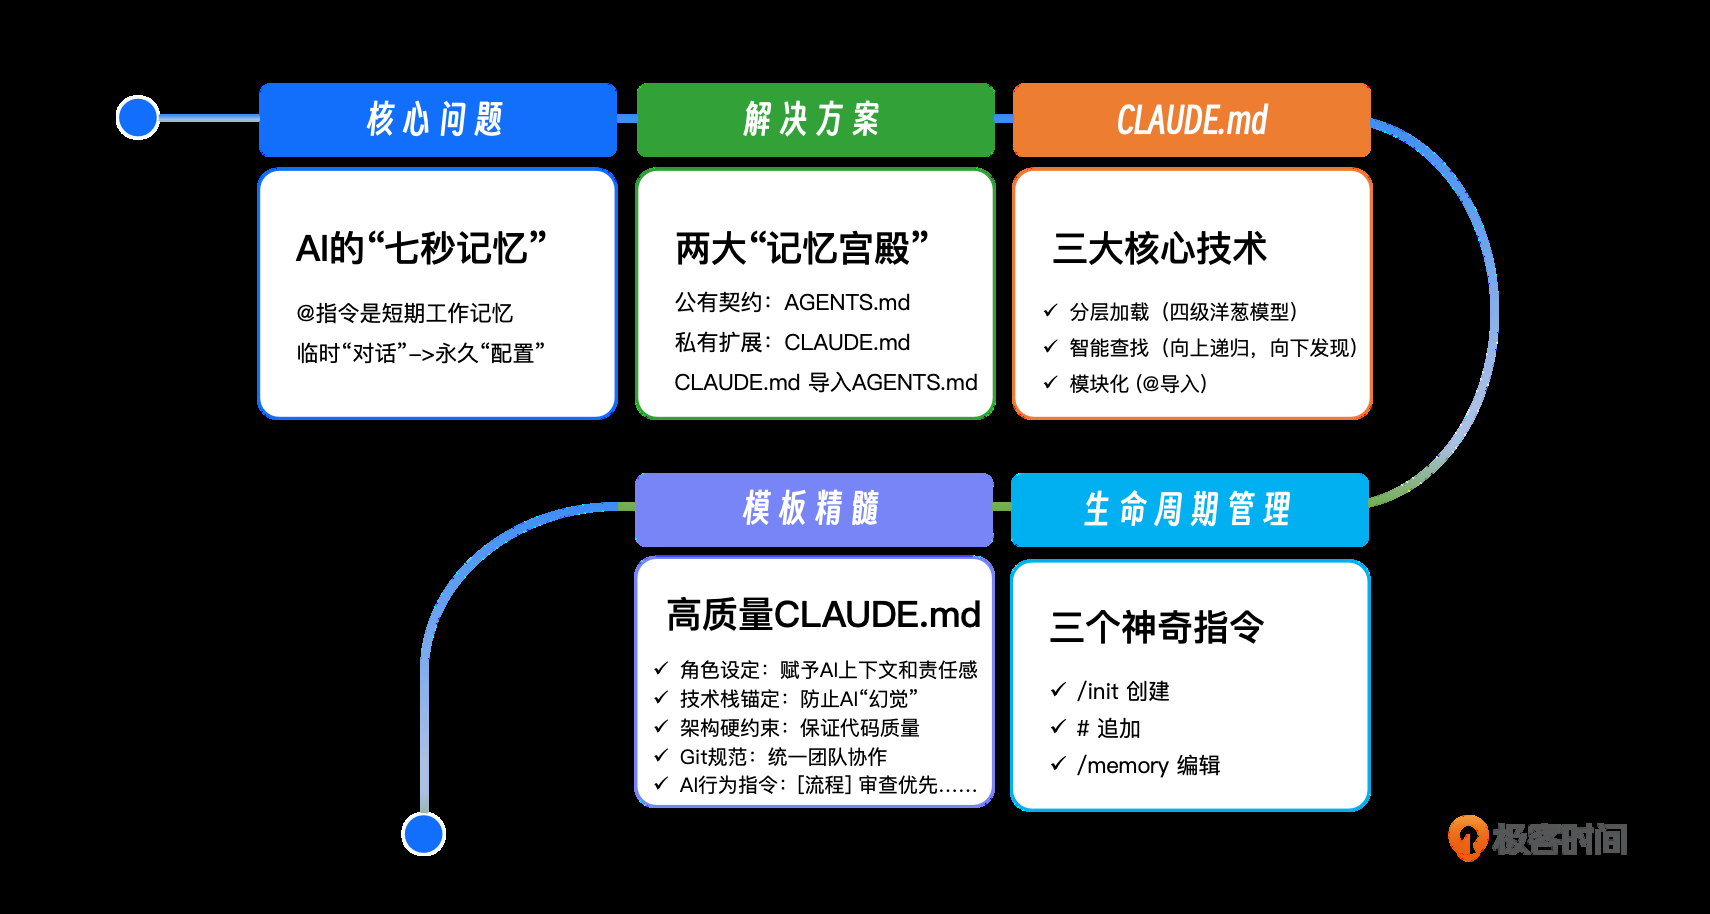 核心问题
AI的“七秒记忆”
@指令是短期工作记忆
临时“对话”–>永久“配置”
解决方案
两大“记忆宫殿”
公有契约：AGENTS.md
私有扩展：CLAUDE.md
CLAUDE.md 导入AGENTS.md
CLAUDE.md
三大核心技术
✓ 分层加载（四级洋葱模型）
✓ 智能查找（向上递归，向下发现）
✓ 模块化 (@导入)
生命周期管理
三个神奇指令
✓ /init 创建
✓ # 追加
✓ /memory 编辑
模板精髓
高质量CLAUDE.md
✓ 角色设定：赋予AI上下文和责任感
✓ 技术栈锚定：防止AI“幻觉”
✓ 架构硬约束：保证代码质量
✓ Git规范：统一团队协作
✓ AI行为指令：[流程] 审查优先……
极客时间